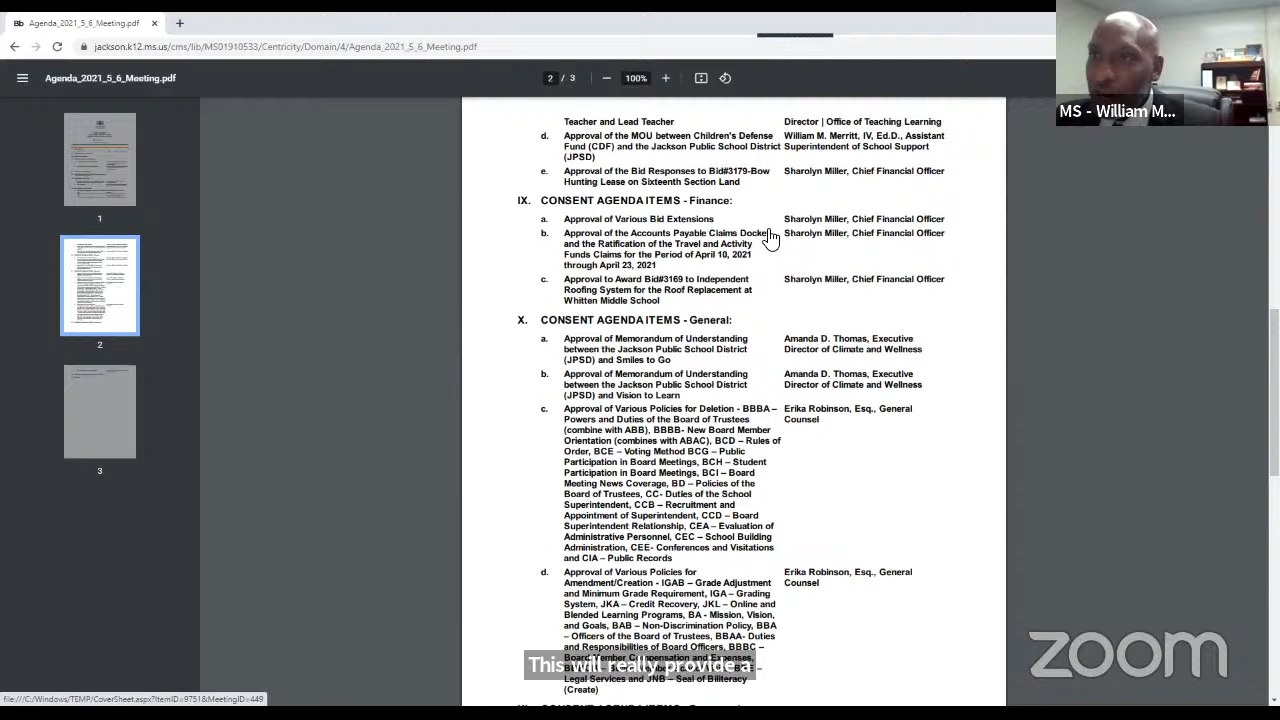 Bb Agenda_2021_5_6_Meeting.pdf × +
jackson.k12.ms.us/cms/lib/MS01910533/Centricity/Domain/4/Agenda_2021_5_6_Meeting.pdf
Agenda_2021_5_6_Meeting.pdf
2 / 3
100%
MS - William M...
1
2
3
Teacher and Lead Teacher
Director | Office of Teaching Learning
d. Approval of the MOU between Children's Defense
Fund (CDF) and the Jackson Public School District
(JPSD)
William M. Merritt, IV, Ed.D., Assistant
Superintendent of School Support
e. Approval of the Bid Responses to Bid#3179-Bow
Hunting Lease on Sixteenth Section Land
Sharolyn Miller, Chief Financial Officer
IX. CONSENT AGENDA ITEMS - Finance:
a. Approval of Various Bid Extensions
Sharolyn Miller, Chief Financial Officer
b. Approval of the Accounts Payable Claims Docket
and the Ratification of the Travel and Activity
Funds Claims for the Period of April 10, 2021
through April 23, 2021
Sharolyn Miller, Chief Financial Officer
c. Approval to Award Bid#3169 to Independent
Roofing System for the Roof Replacement at
Whitten Middle School
Sharolyn Miller, Chief Financial Officer
X. CONSENT AGENDA ITEMS - General:
a. Approval of Memorandum of Understanding
between the Jackson Public School District
(JPSD) and Smiles to Go
Amanda D. Thomas, Executive
Director of Climate and Wellness
b. Approval of Memorandum of Understanding
between the Jackson Public School District
(JPSD) and Vision to Learn
Amanda D. Thomas, Executive
Director of Climate and Wellness
c. Approval of Various Policies for Deletion - BBBA –
Powers and Duties of the Board of Trustees
(combine with ABB), BBBB- New Board Member
Orientation (combines with ABAC), BCD – Rules of
Order, BCE – Voting Method BCG – Public
Participation in Board Meetings, BCH – Student
Participation in Board Meetings, BCI – Board
Meeting News Coverage, BD – Policies of the
Board of Trustees, CC- Duties of the School
Superintendent, CCB – Recruitment and
Appointment of Superintendent, CCD – Board
Superintendent Relationship, CEA – Evaluation of
Administrative Personnel, CEC – School Building
Administration, CEE- Conferences and Visitations
and CIA – Public Records
Erika Robinson, Esq., General
Counsel
d. Approval of Various Policies for
Amendment/Creation - IGAB – Grade Adjustment
and Minimum Grade Requirement, IGA – Grading
System, JKA – Credit Recovery, JKL – Online and
Blended Learning Programs, BA - Mission, Vision,
and Goals, BAB – Non-Discrimination Policy, BBA
– Officers of the Board of Trustees, BBAA- Duties
and Responsibilities of Board Officers, BBBC –
Board Member Compensation and Expenses,
Legal Services and JNB – Seal of Biliteracy
(Create)
Erika Robinson, Esq., General
Counsel
This will really provide a
zoom
file:///C:/Windows/TEMP/CoverSheet.aspx?ItemID=9751&MeetingID=449